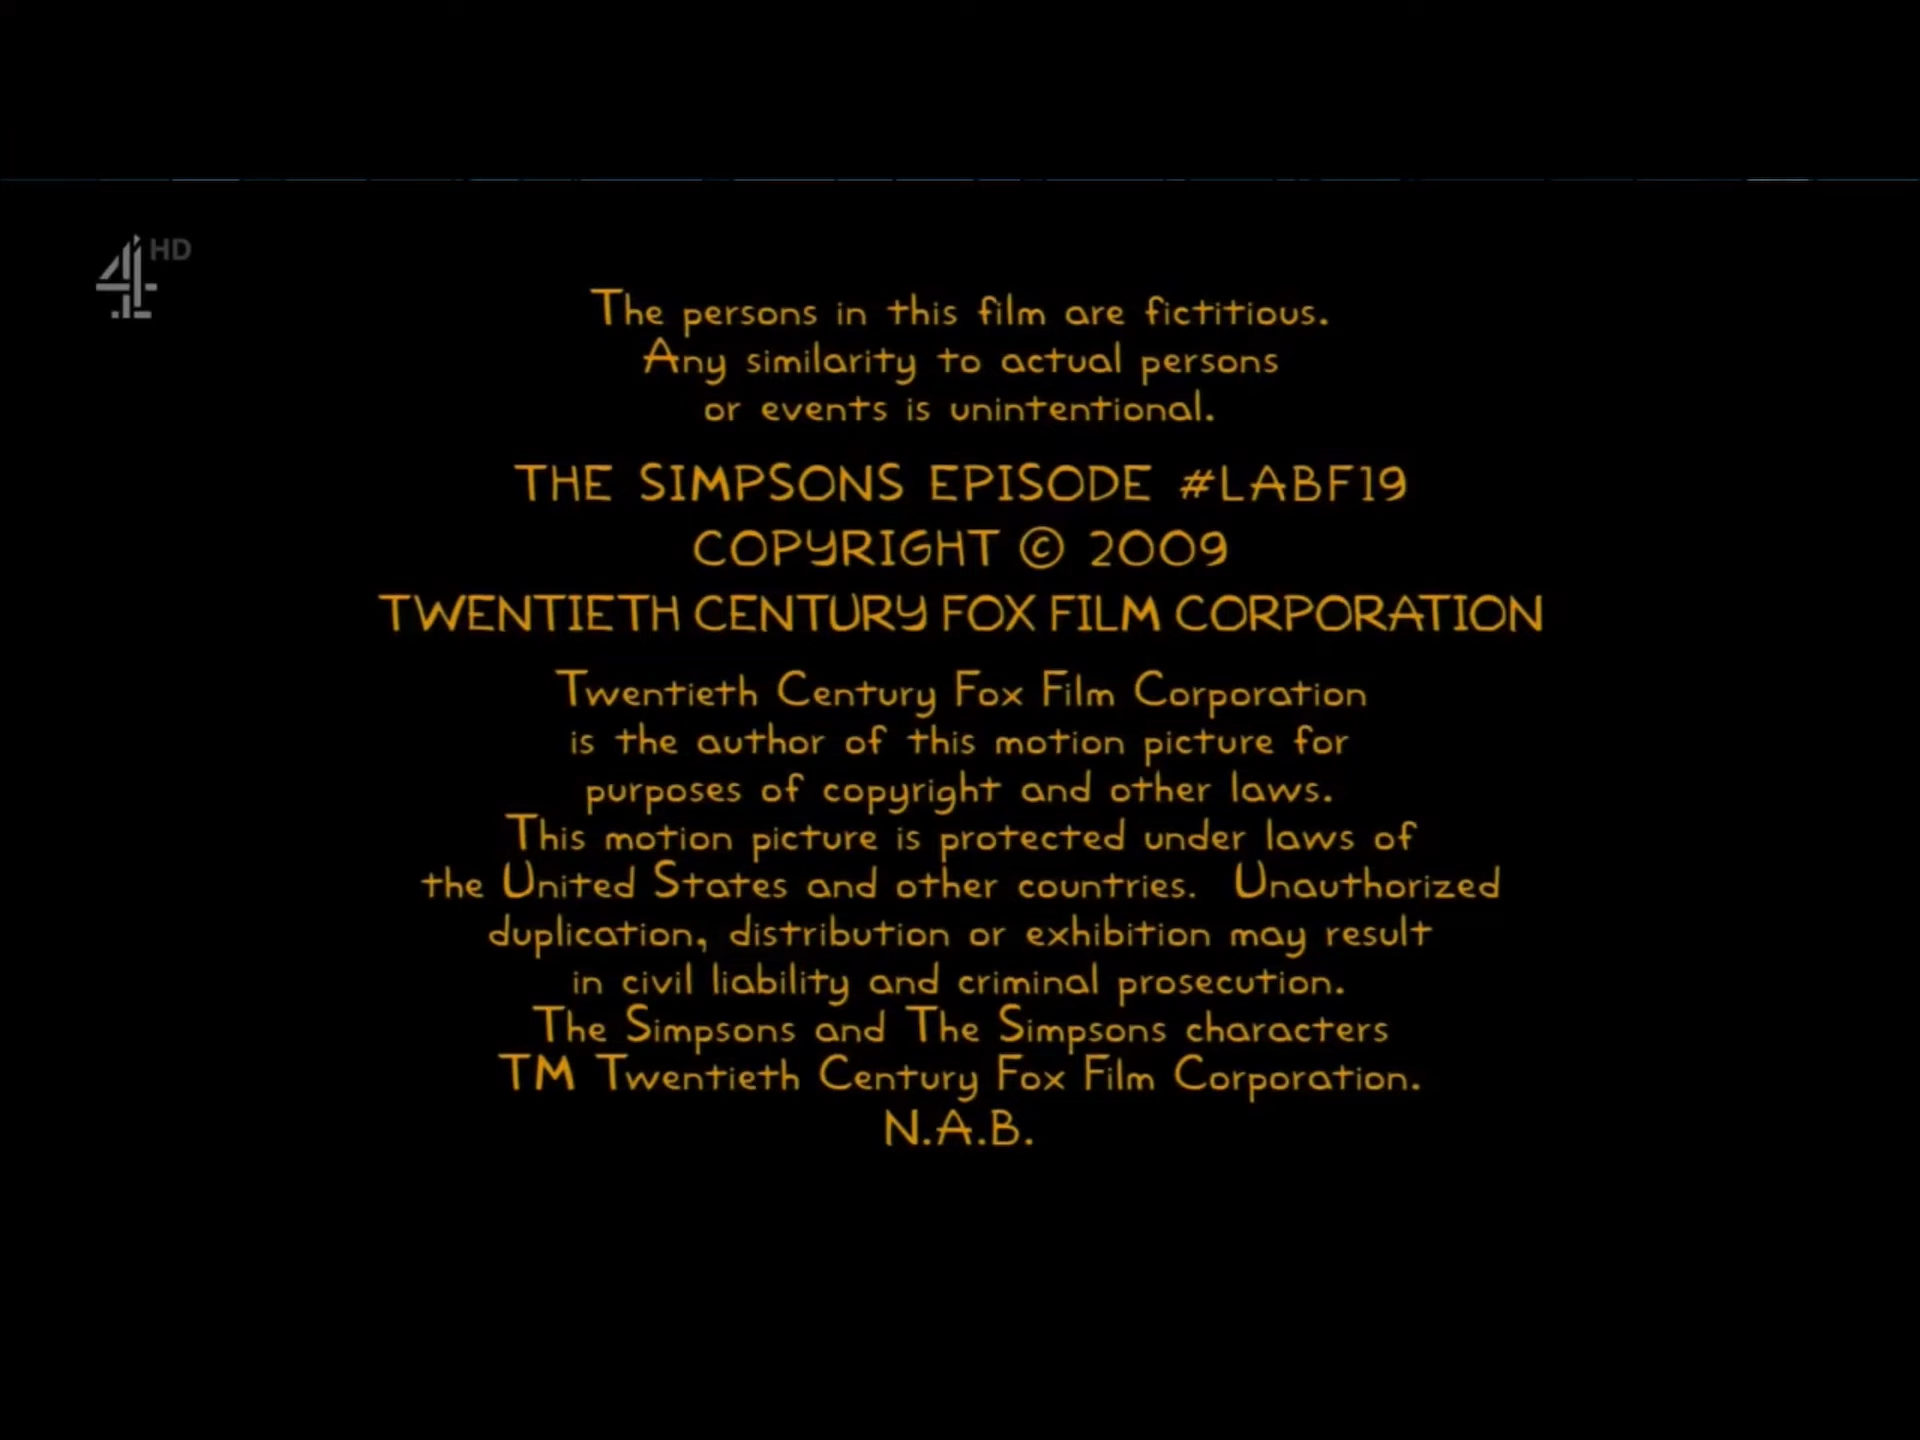 4 HD
The persons in this film are fictitious.
Any similarity to actual persons
or events is unintentional.
THE SIMPSONS EPISODE #LABF19
COPYRIGHT © 2009
TWENTIETH CENTURY FOX FILM CORPORATION
Twentieth Century Fox Film Corporation
is the author of this motion picture for
purposes of copyright and other laws.
This motion picture is protected under laws of
the United States and other countries. Unauthorized
duplication, distribution or exhibition may result
in civil liability and criminal prosecution.
The Simpsons and The Simpsons characters
TM Twentieth Century Fox Film Corporation.
N.A.B.